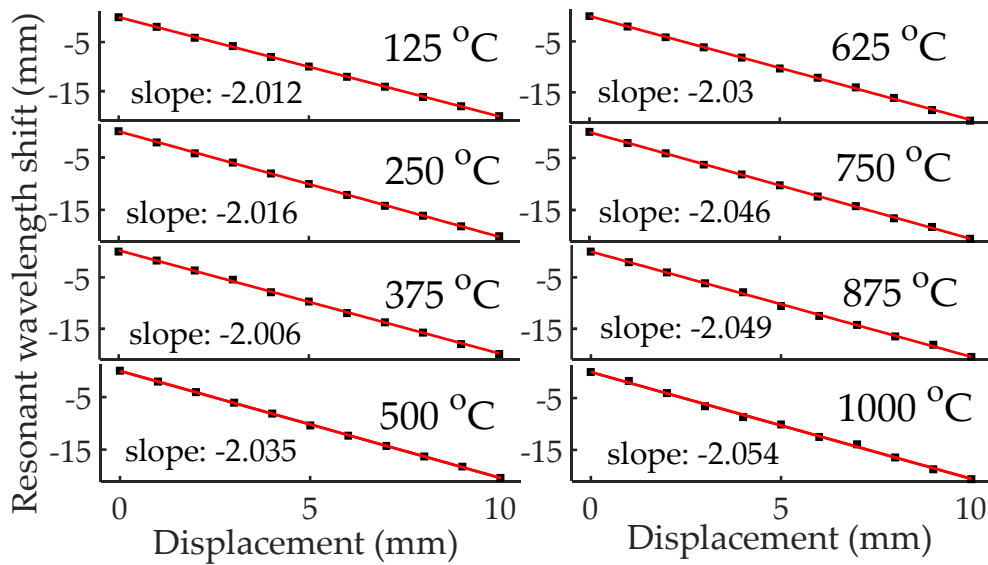 Resonant wavelength shift (mm)
-5
-15
125 °C
slope: -2.012
-5
-15
250 °C
slope: -2.016
-5
-15
375 °C
slope: -2.006
-5
-15
500 °C
slope: -2.035
0
5
10
Displacement (mm)
-5
-15
625 °C
slope: -2.03
-5
-15
750 °C
slope: -2.046
-5
-15
875 °C
slope: -2.049
-5
-15
1000 °C
slope: -2.054
0
5
10
Displacement (mm)